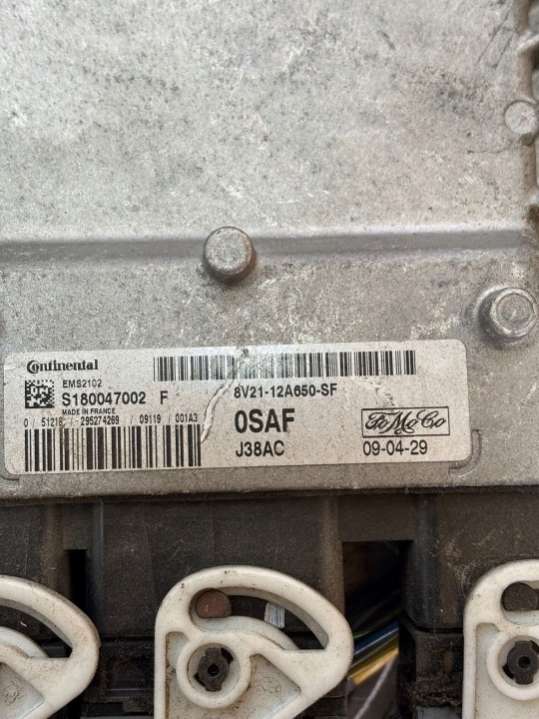 Continental
EMS2102
S180047002 F
MADE IN FRANCE
0 / 51218 / 295274269 / 09119 / 001A3
8V21-12A650-SF
0SAF
J38AC
FoMoCo
09-04-29